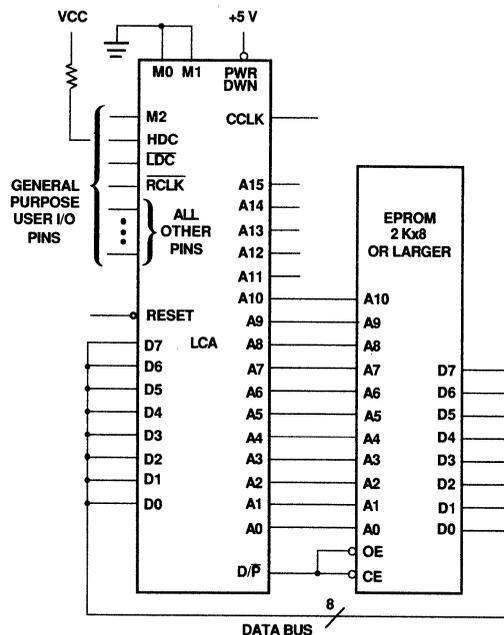 VCC
+5 V
M0 M1
PWR
DWN
M2
HDC
LDC
RCLK
GENERAL
PURPOSE
USER I/O
PINS
ALL
OTHER
PINS
RESET
D7
D6
D5
D4
D3
D2
D1
D0
LCA
CCLK
A15
A14
A13
A12
A11
A10
A9
A8
A7
A6
A5
A4
A3
A2
A1
A0
D/P
EPROM
2 Kx8
OR LARGER
A10
A9
A8
A7
A6
A5
A4
A3
A2
A1
A0
OE
CE
D7
D6
D5
D4
D3
D2
D1
D0
8
DATA BUS